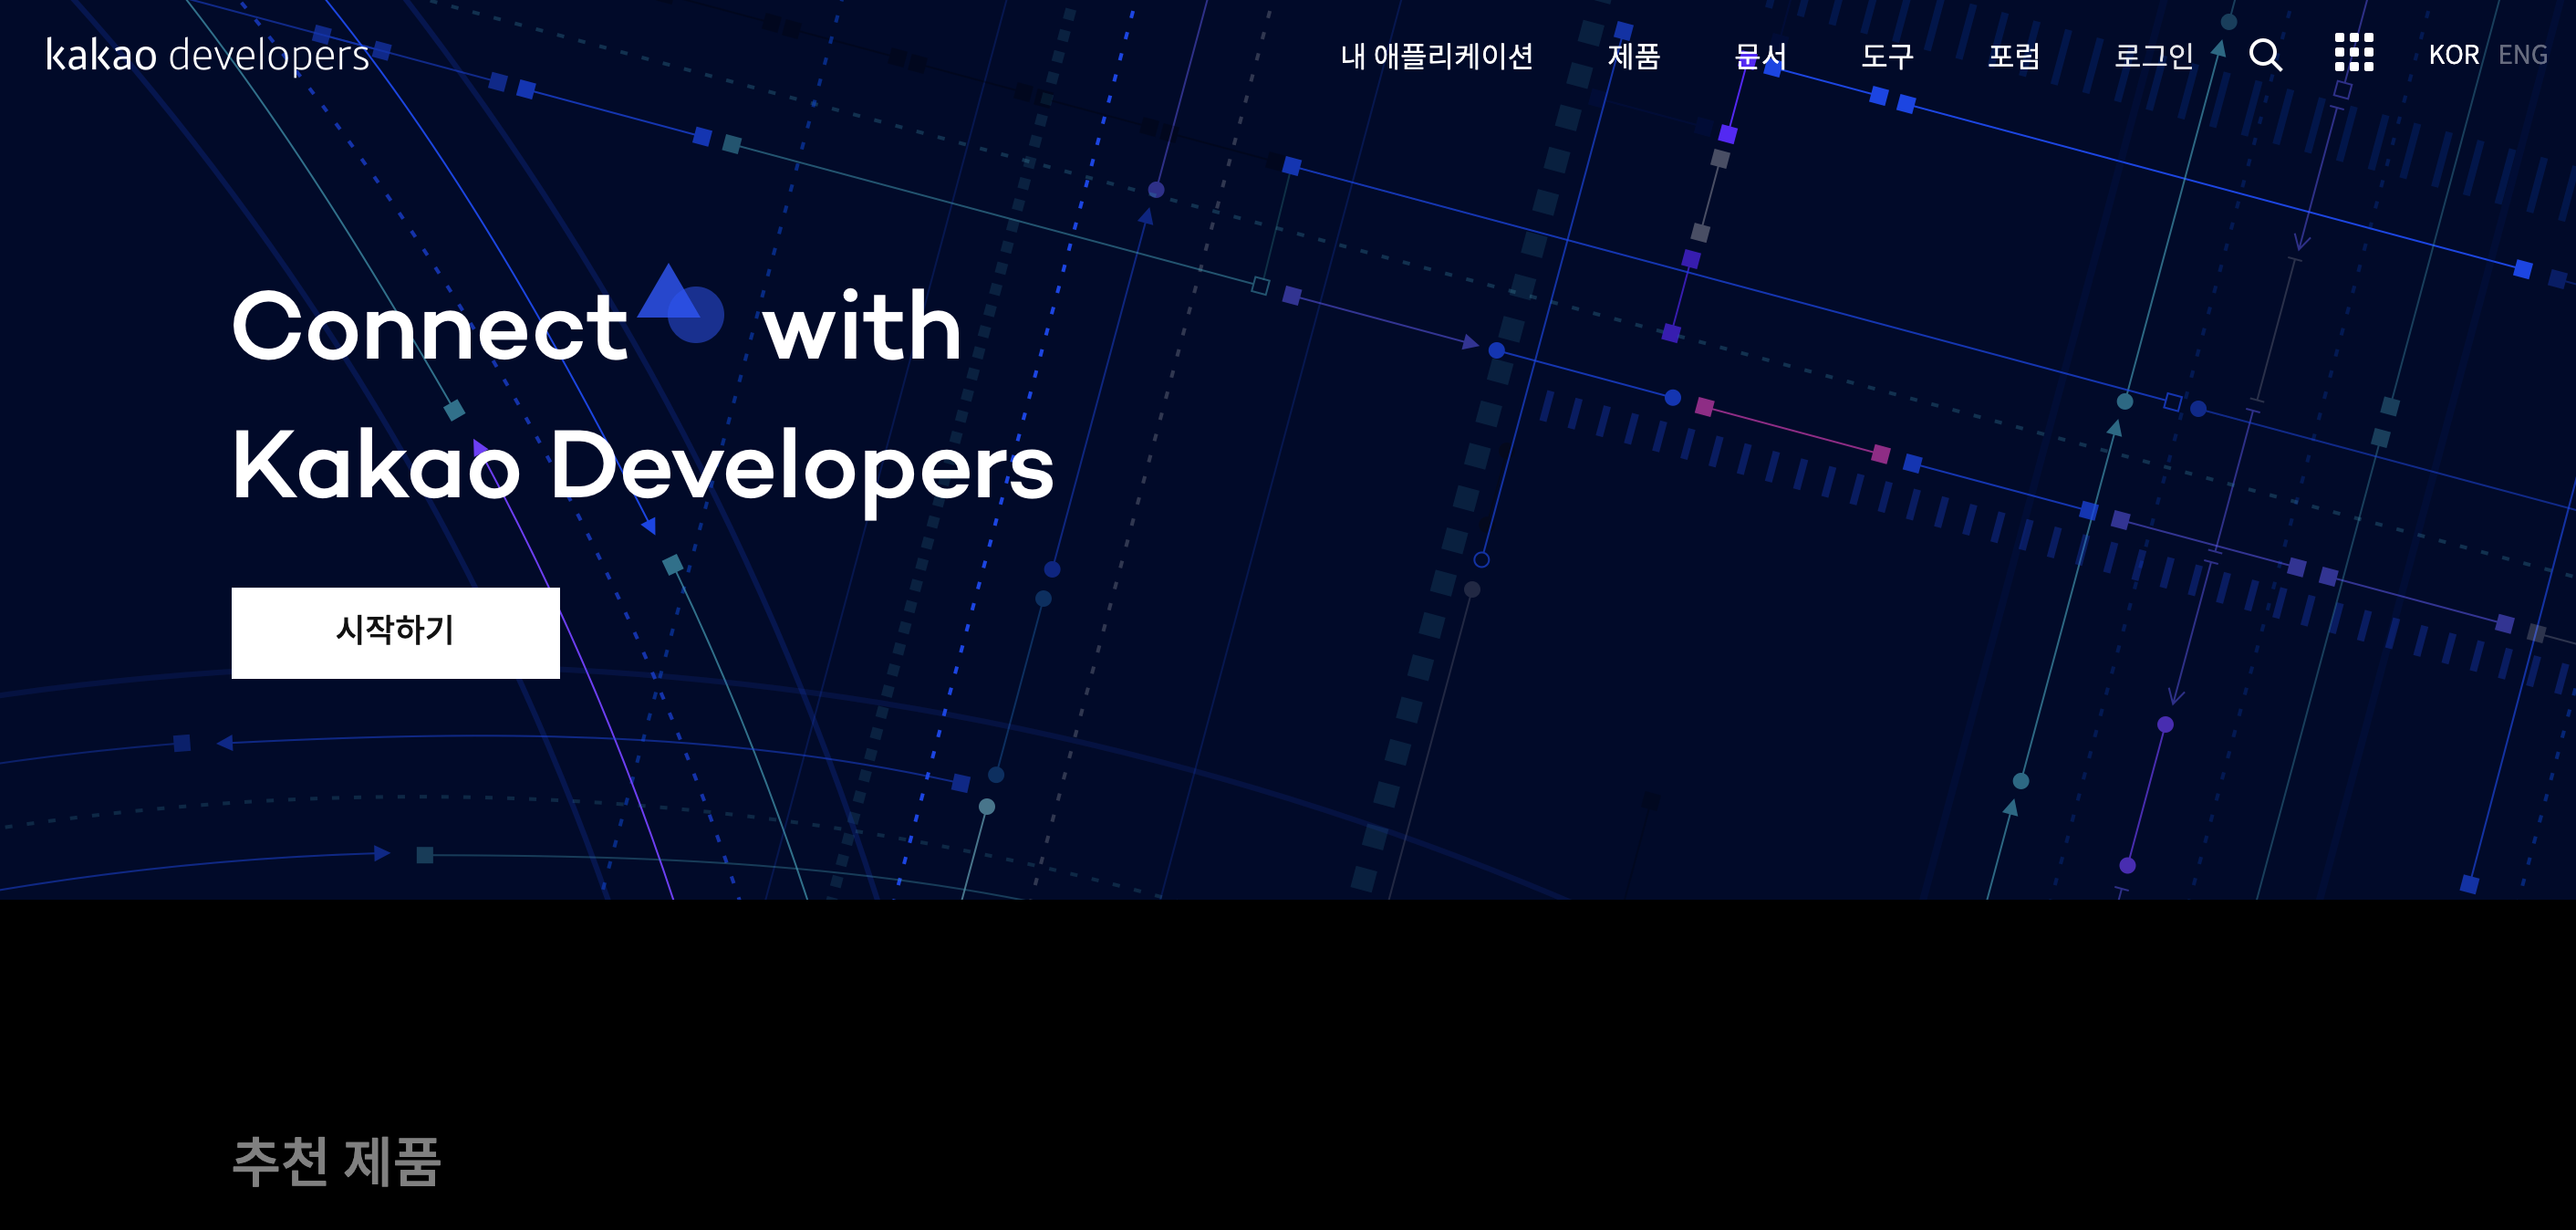 kakao developers
내 애플리케이션 제품 문서 도구 포럼 로그인 KOR ENG
Connect with
Kakao Developers
시작하기
추천 제품